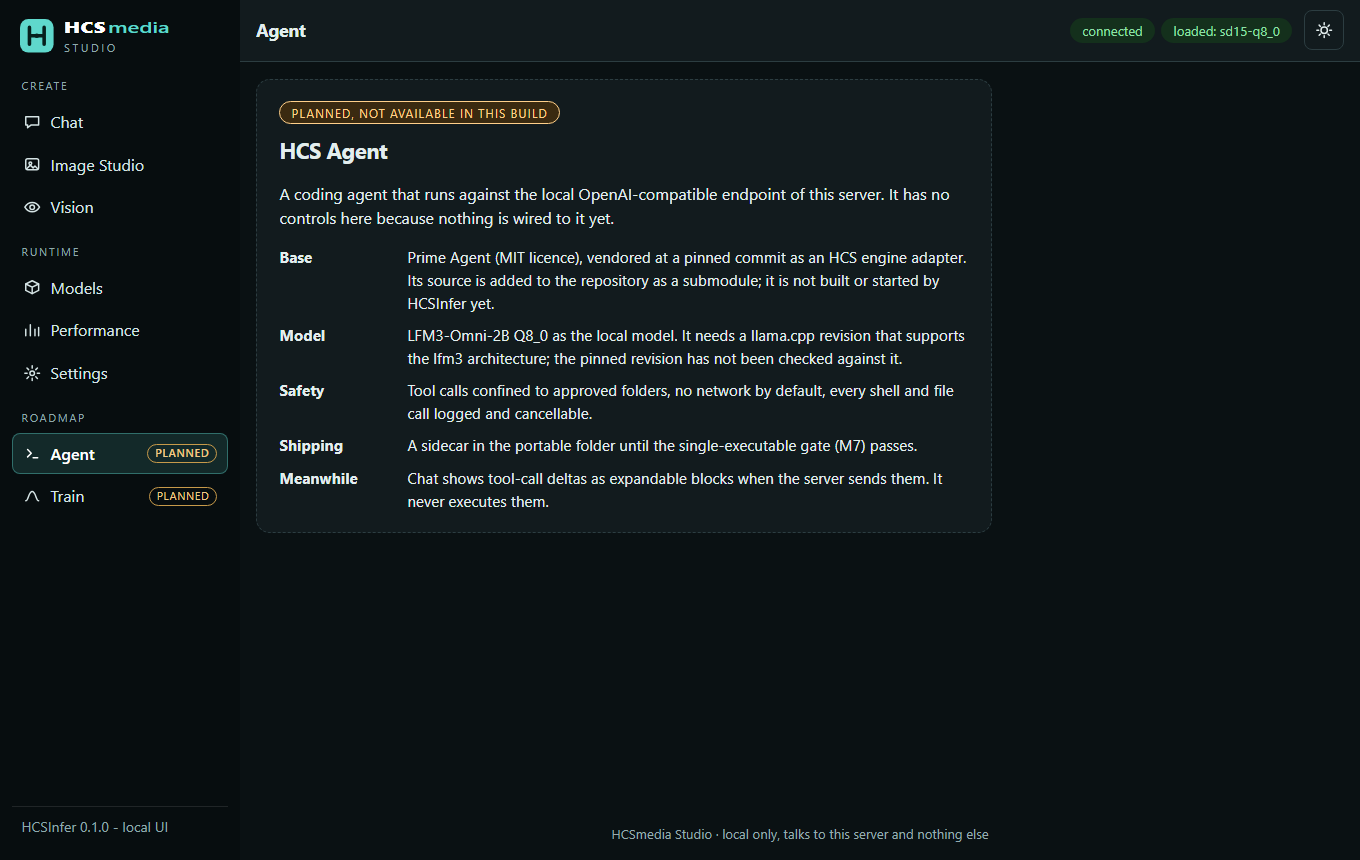 HCSmedia
STUDIO
CREATE
Chat
Image Studio
Vision
RUNTIME
Models
Performance
Settings
ROADMAP
Agent PLANNED
Train PLANNED
HCSInfer 0.1.0 - local UI
Agent
connected
loaded: sd15-q8_0
PLANNED, NOT AVAILABLE IN THIS BUILD
HCS Agent
A coding agent that runs against the local OpenAI-compatible endpoint of this server. It has no
controls here because nothing is wired to it yet.
Base
Prime Agent (MIT licence), vendored at a pinned commit as an HCS engine adapter.
Its source is added to the repository as a submodule; it is not built or started by
HCSInfer yet.
Model
LFM3-Omni-2B Q8_0 as the local model. It needs a llama.cpp revision that supports
the lfm3 architecture; the pinned revision has not been checked against it.
Safety
Tool calls confined to approved folders, no network by default, every shell and file
call logged and cancellable.
Shipping
A sidecar in the portable folder until the single-executable gate (M7) passes.
Meanwhile
Chat shows tool-call deltas as expandable blocks when the server sends them. It
never executes them.
HCSmedia Studio · local only, talks to this server and nothing else